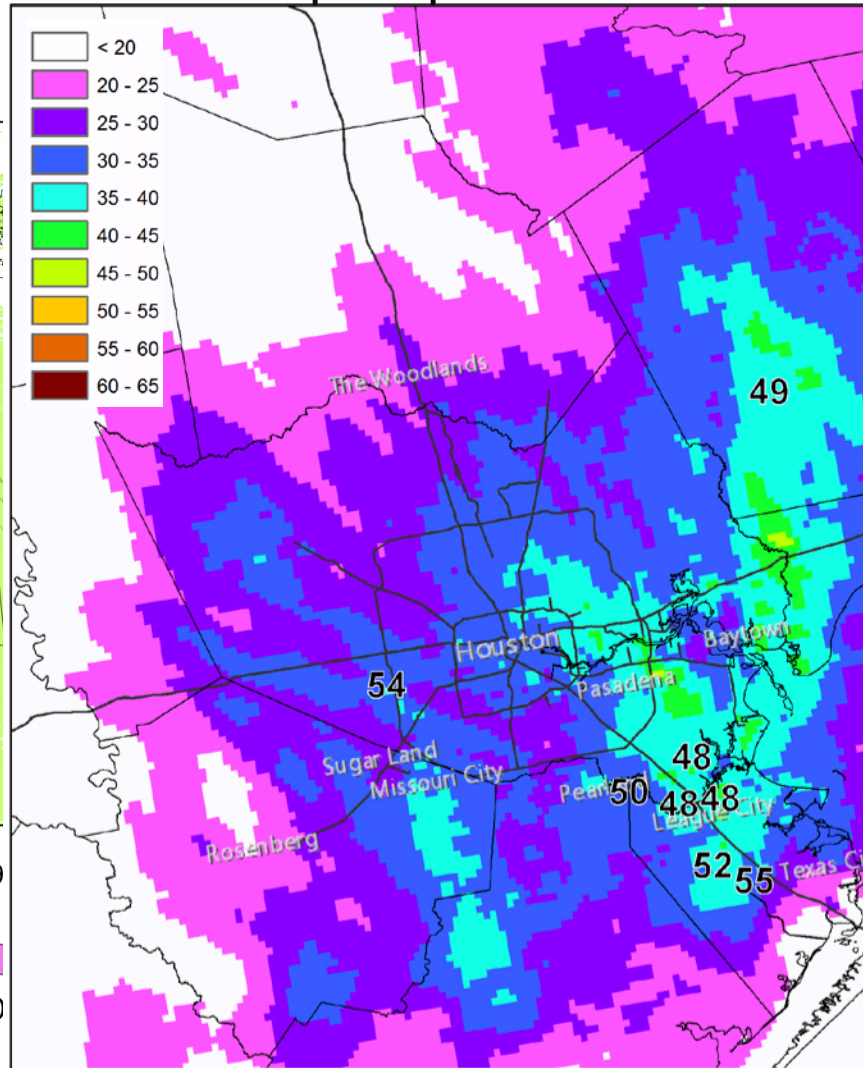 < 20
20 - 25
25 - 30
30 - 35
35 - 40
40 - 45
45 - 50
50 - 55
55 - 60
60 - 65
The Woodlands
49
Houston
Baytown
54
Pasadena
Sugar Land
Missouri City
48
50
48
48
League City
Rosenberg
52
55
Texas